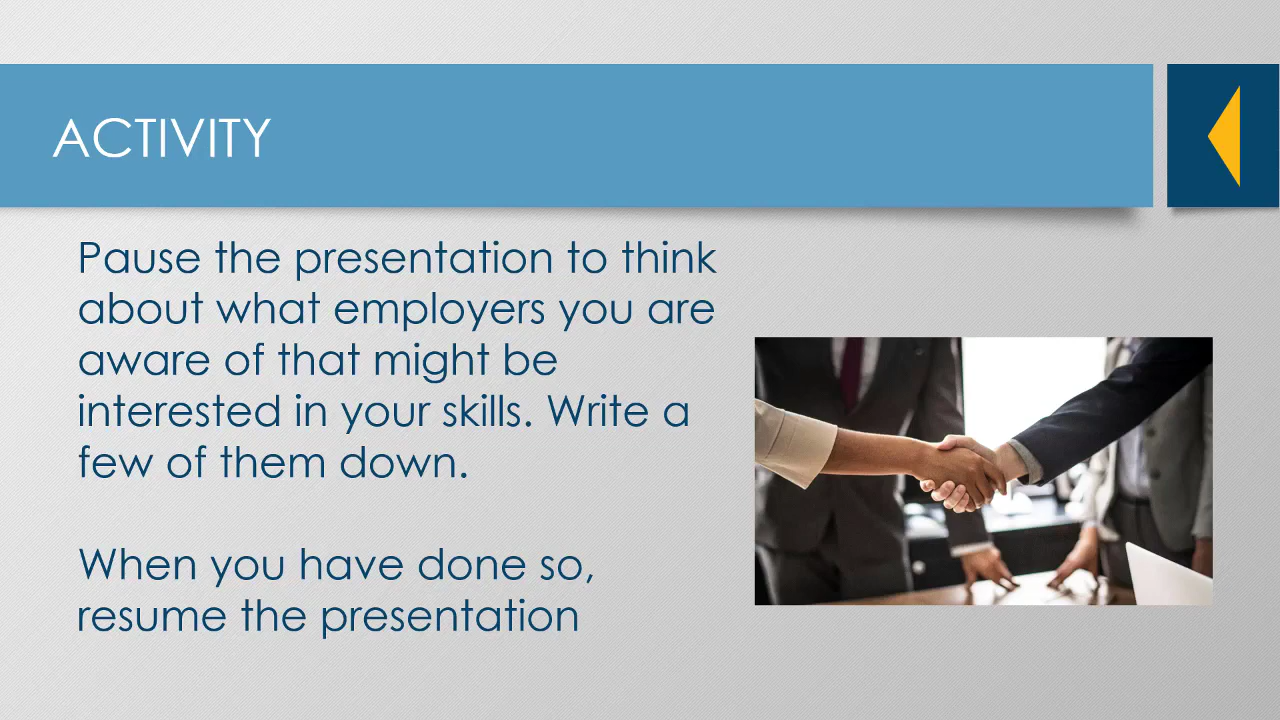 ACTIVITY
Pause the presentation to think
about what employers you are
aware of that might be
interested in your skills. Write a
few of them down.
When you have done so,
resume the presentation